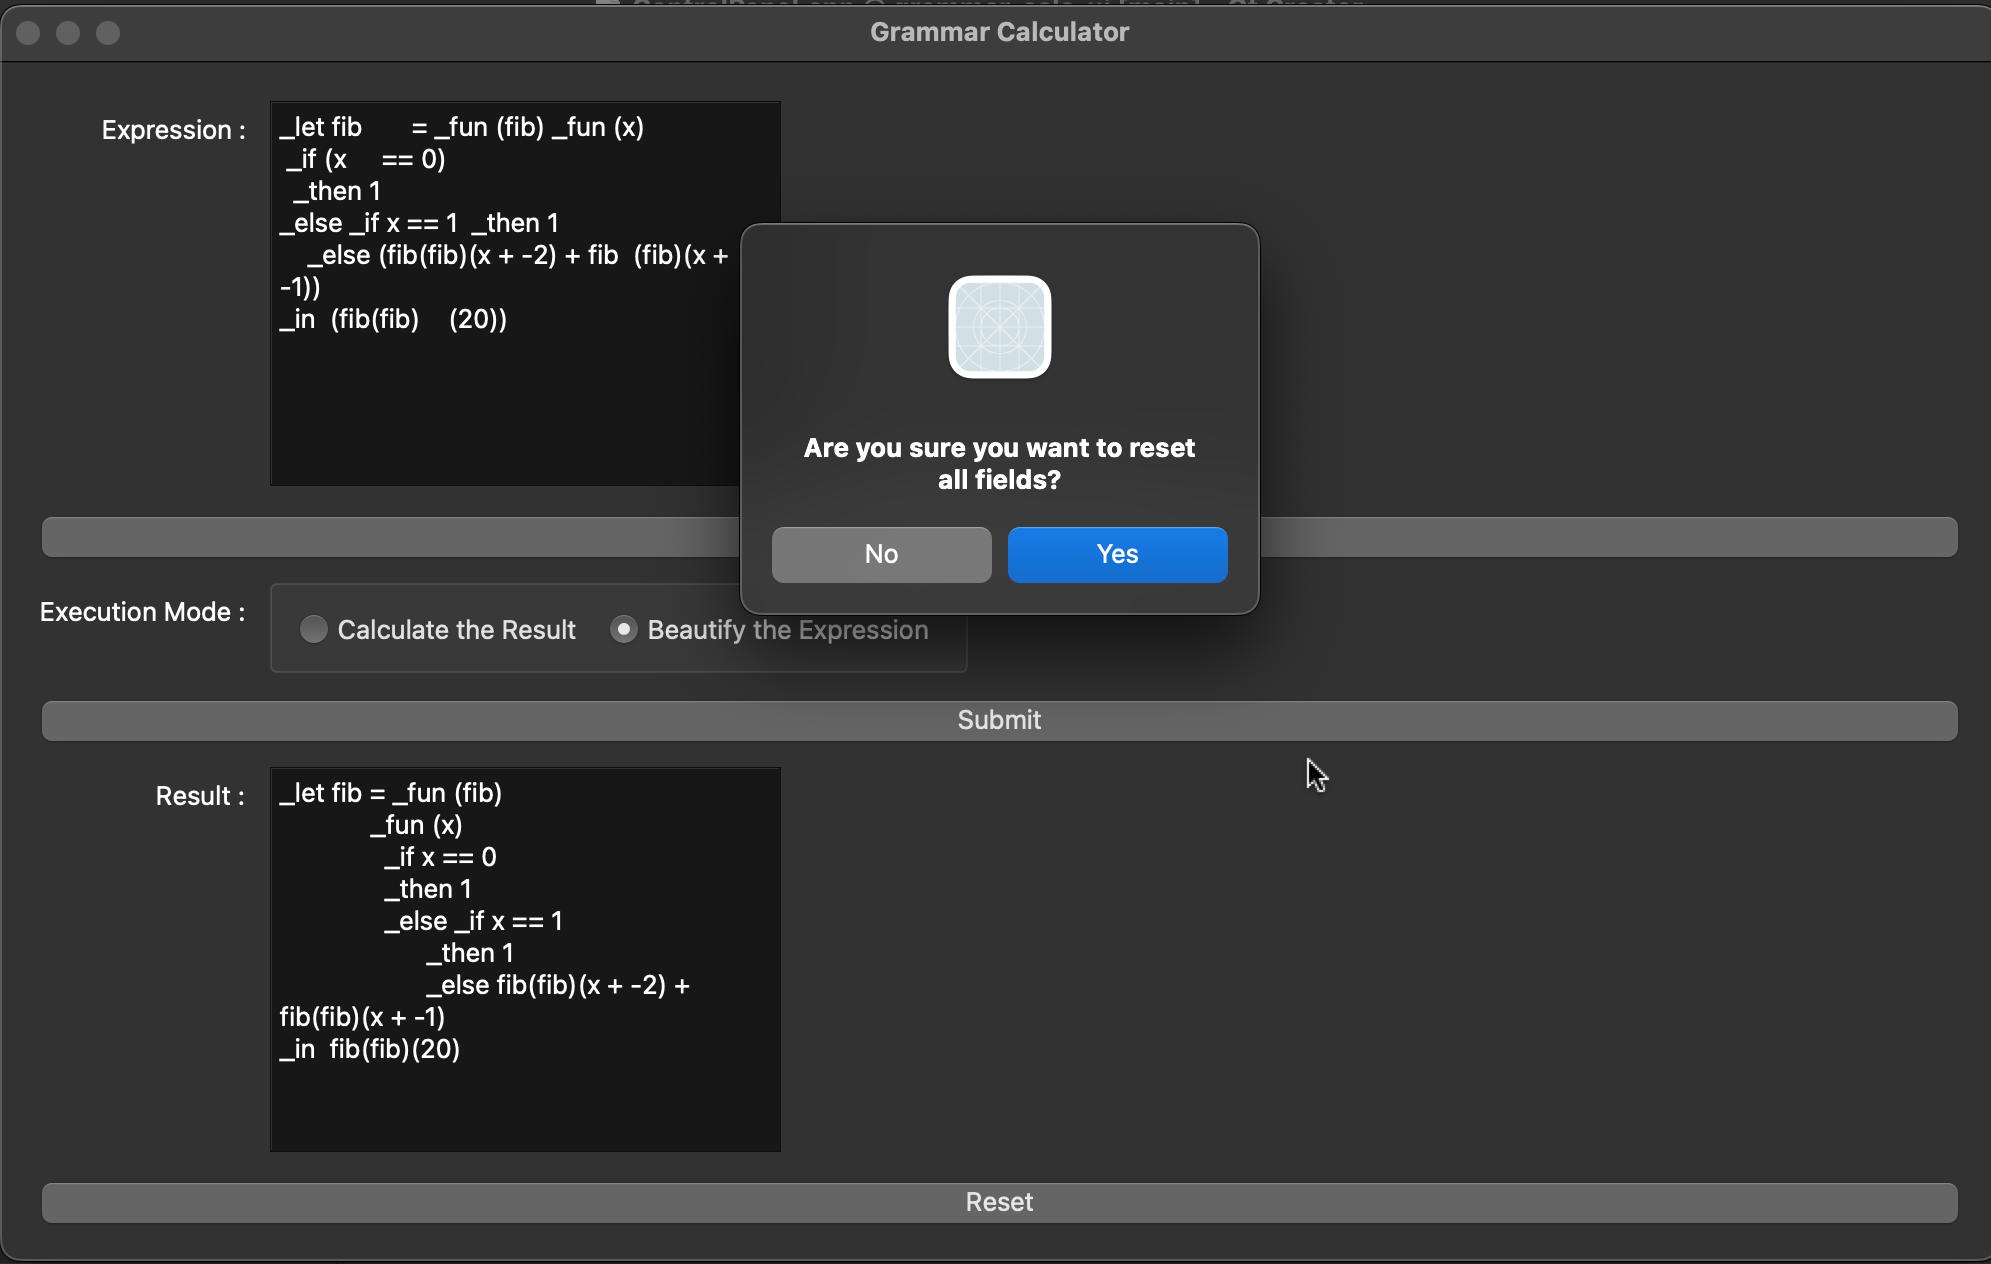 Grammar Calculator
Expression :
_let fib       = _fun (fib) _fun (x)
 _if (x     == 0)
  _then 1
_else _if x == 1  _then 1
    _else (fib(fib)(x + -2) + fib  (fib)(x +
-1))
_in  (fib(fib)    (20))
Are you sure you want to reset
all fields?
No
Yes
Execution Mode :
Calculate the Result
Beautify the Expression
Submit
Result :
_let fib = _fun (fib)
             _fun (x)
               _if x == 0
               _then 1
               _else _if x == 1
                     _then 1
                     _else fib(fib)(x + -2) +
fib(fib)(x + -1)
_in  fib(fib)(20)
Reset